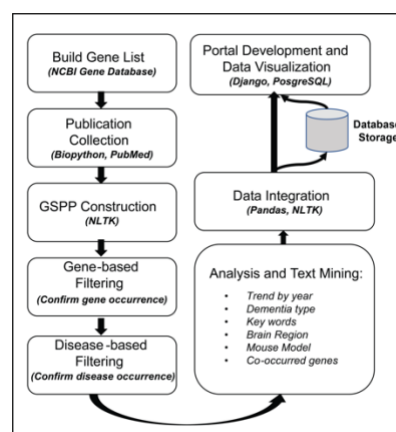 Build Gene List
(NCBI Gene Database)
Publication
Collection
(Biopython, PubMed)
GSPP Construction
(NLTK)
Gene-based
Filtering
(Confirm gene occurrence)
Disease-based
Filtering
(Confirm disease occurrence)
Analysis and Text Mining:
• Trend by year
• Dementia type
• Key words
• Brain Region
• Mouse Model
• Co-occurred genes
Data Integration
(Pandas, NLTK)
Database
Storage
Portal Development and
Data Visualization
(Django, PosgreSQL)